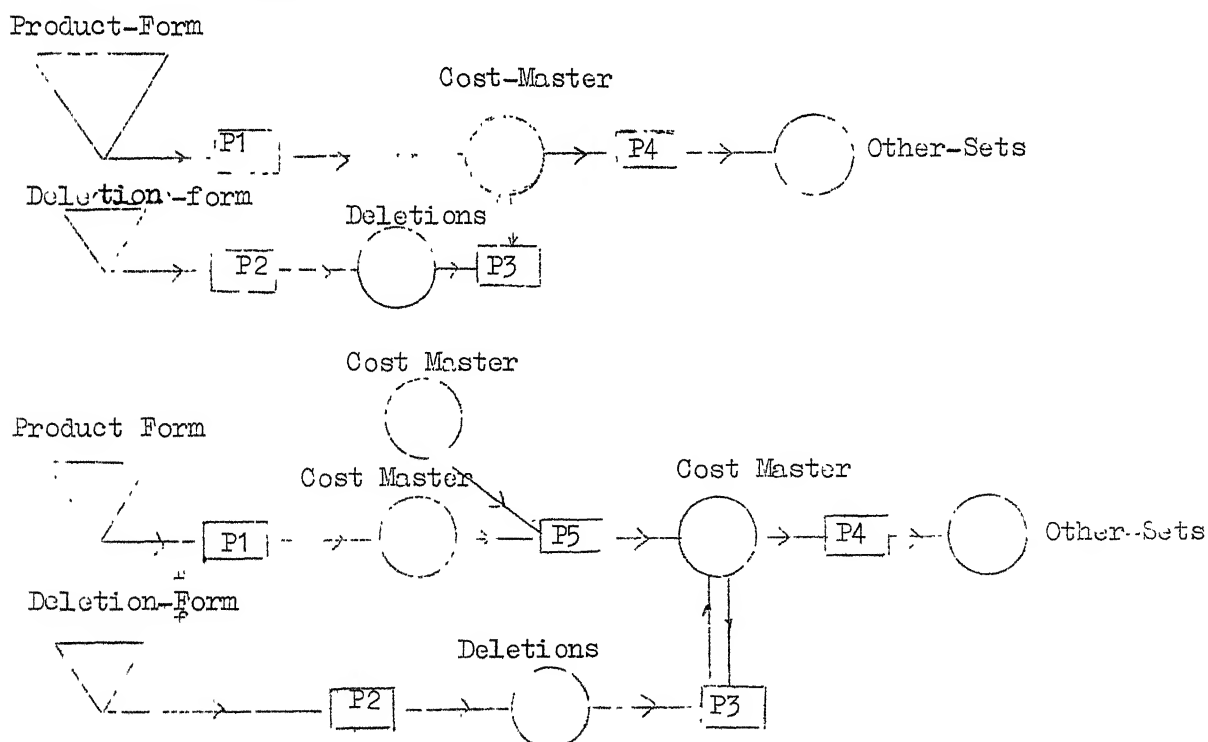 Product-Form
Cost-Master
P1
P4
Other-Sets
Deletion-form
Deletions
P2
P3
Cost Master
Product Form
Cost Master
Cost Master
P1
P5
P4
Other-Sets
Deletion-Form
Deletions
P2
P3